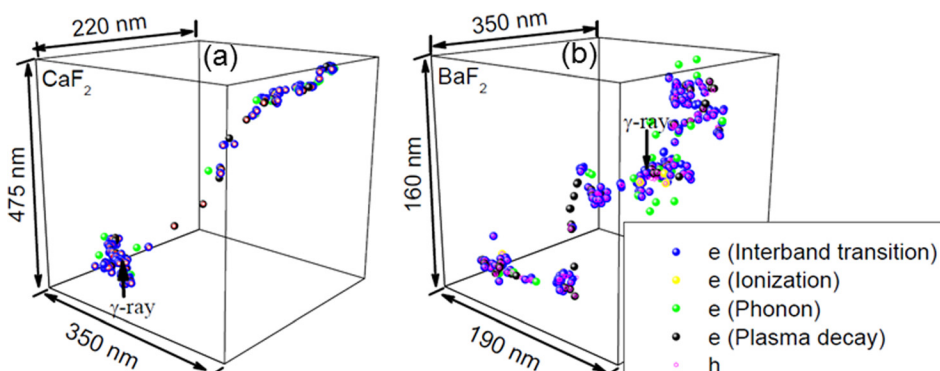 220 nm
(a)
CaF2
475 nm
γ-ray
350 nm
350 nm
(b)
BaF2
γ-ray
160 nm
190 nm
e (Interband transition)
e (Ionization)
e (Phonon)
e (Plasma decay)
h